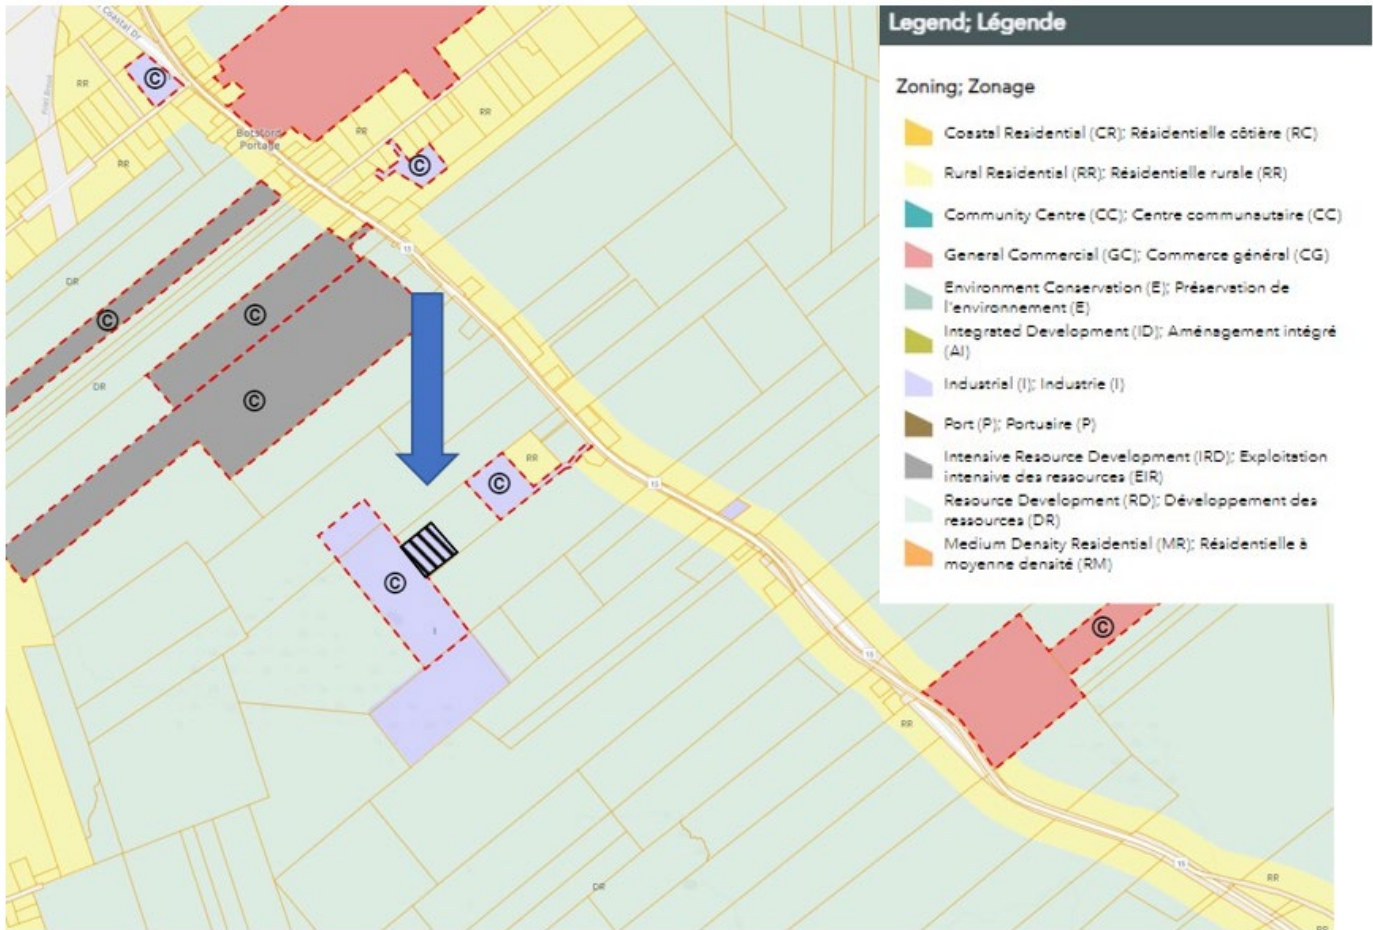 Legend; Légende
Zoning; Zonage
Coastal Residential (CR); Résidentielle côtière (RC)
Rural Residential (RR); Résidentielle rurale (RR)
Community Centre (CC); Centre communautaire (CC)
General Commercial (GC); Commerce général (CG)
Environment Conservation (E); Préservation de
l'environnement (E)
Integrated Development (ID); Aménagement intégré
(AI)
Industrial (I); Industrie (I)
Port (P); Portuaire (P)
Intensive Resource Development (IRD); Exploitation
intensive des ressources (EIR)
Resource Development (RD); Développement des
ressources (DR)
Medium Density Residential (MR); Résidentielle à
moyenne densité (RM)
Coastal Dr
©
RR
RR
Botsford
Portage
RR
©
RR
15
DR
©
©
DR
©
RR
©
15
©
I
©
15
RR
DR
15
RR
RR